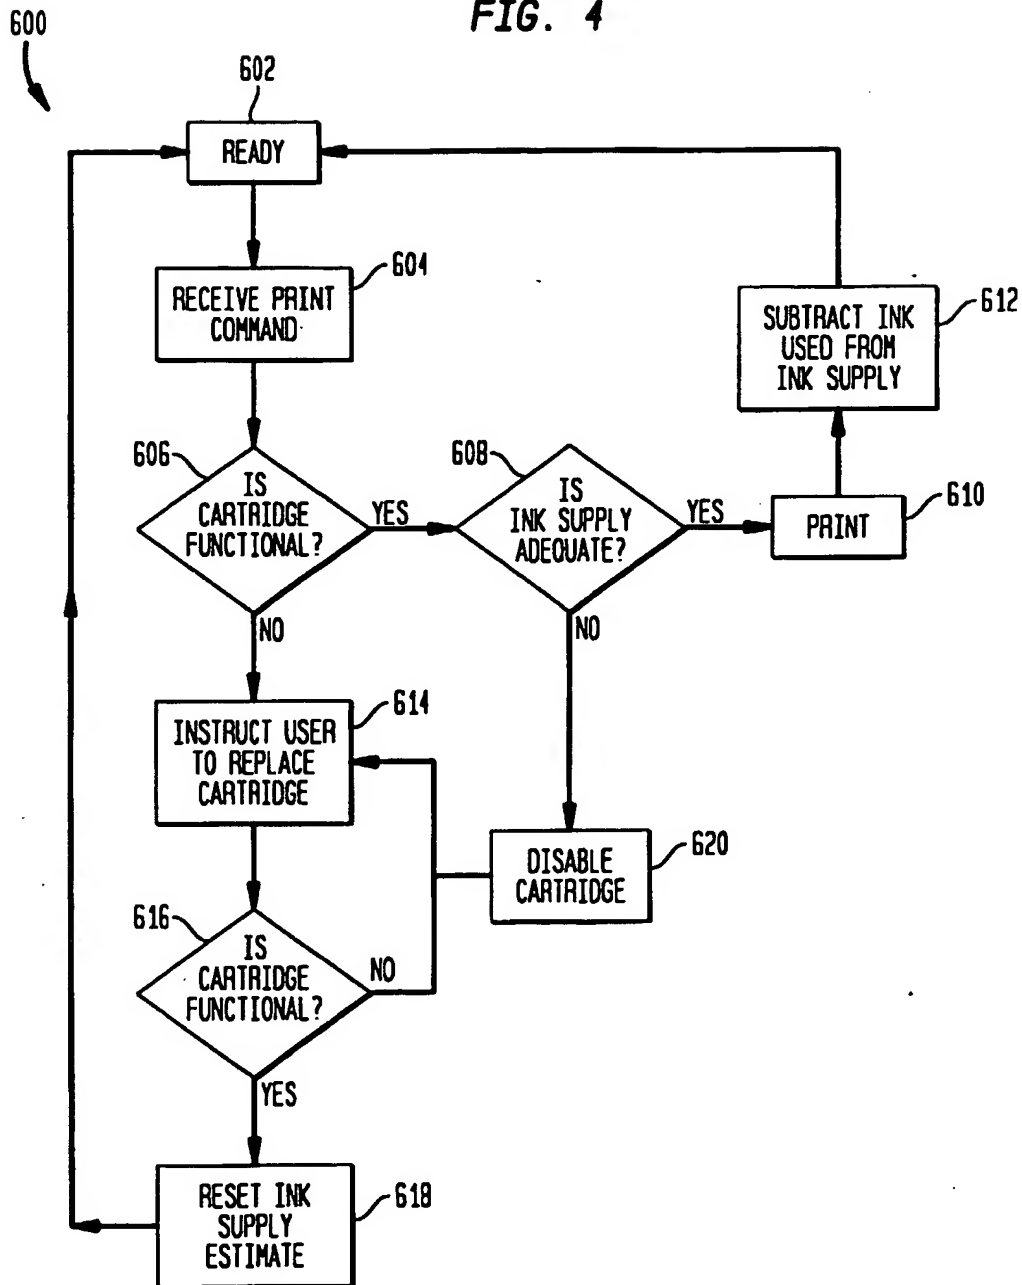 FIG. 4
600
602
READY
604
RECEIVE PRINT
COMMAND
606
IS
CARTRIDGE
FUNCTIONAL?
YES
608
IS
INK SUPPLY
ADEQUATE?
YES
610
PRINT
612
SUBTRACT INK
USED FROM
INK SUPPLY
NO
NO
614
INSTRUCT USER
TO REPLACE
CARTRIDGE
620
DISABLE
CARTRIDGE
616
IS
CARTRIDGE
FUNCTIONAL?
NO
YES
618
RESET INK
SUPPLY
ESTIMATE